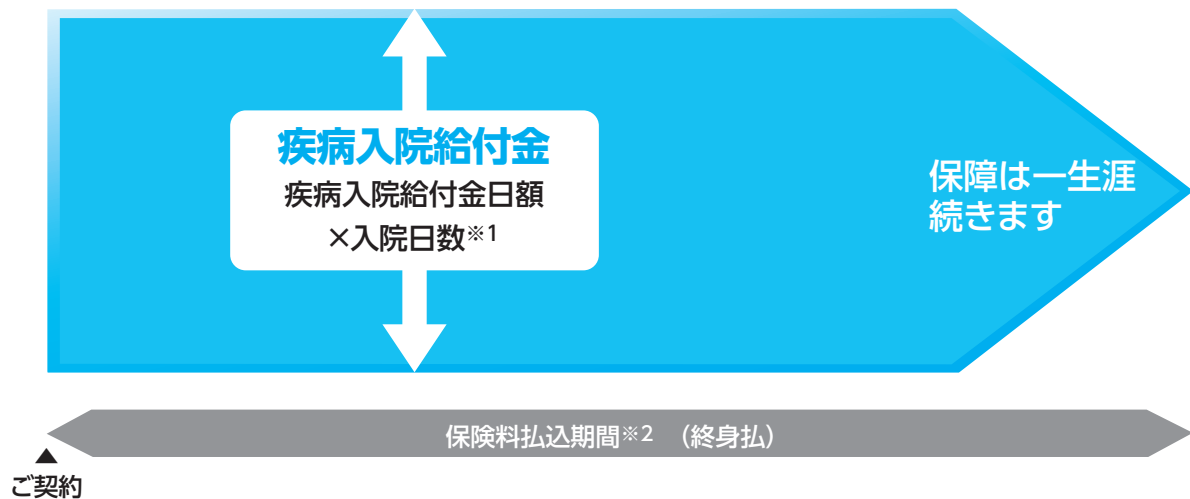 疾病入院給付金
疾病入院給付金日額
×入院日数※1
保障は一生涯
続きます
保険料払込期間※2 （終身払）
▲
ご契約